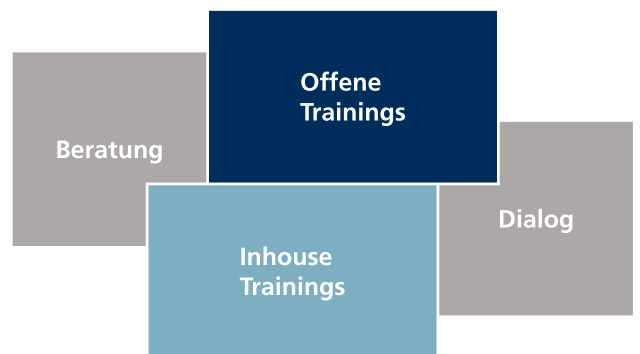 Offene
Trainings
Beratung
Dialog
Inhouse
Trainings